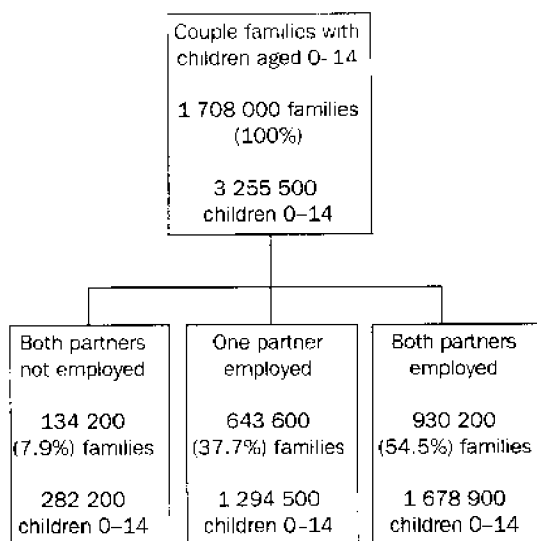 Couple families with
children aged 0-14
1 708 000 families
(100%)
3 255 500
children 0–14
Both partners
not employed
134 200
(7.9%) families
282 200
children 0–14
One partner
employed
643 600
(37.7%) families
1 294 500
children 0–14
Both partners
employed
930 200
(54.5%) families
1 678 900
children 0–14